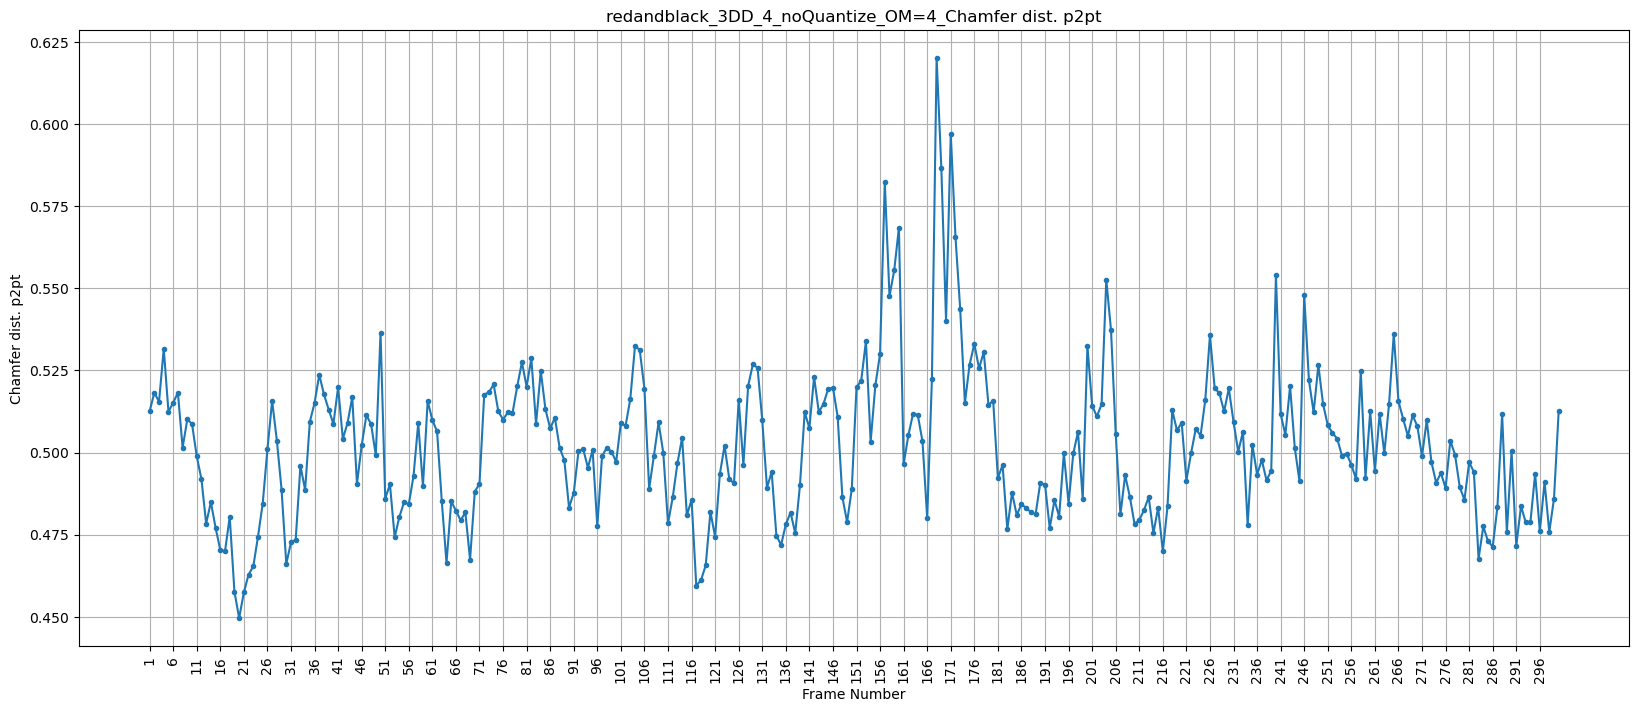 redandblack_3DD_4_noQuantize_OM=4_Chamfer dist. p2pt
0.625
0.600
0.575
0.550
0.525
0.500
0.475
0.450
Chamfer dist. p2pt
1 6 11 16 21 26 31 36 41 46 51 56 61 66 71 76 81 86 91 96 101 106 111 116 121 126 131 136 141 146 151 156 161 166 171 176 181 186 191 196 201 206 211 216 221 226 231 236 241 246 251 256 261 266 271 276 281 286 291 296
Frame Number